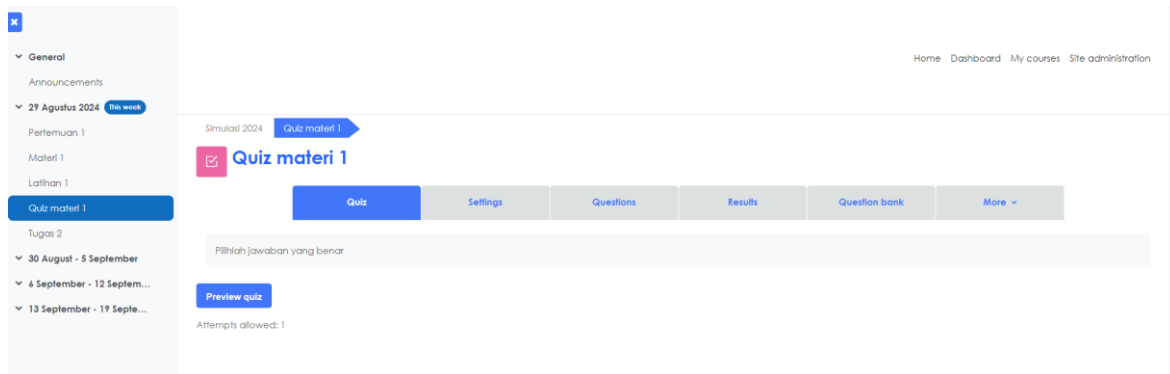 General
Announcements
29 Agustus 2024 This week
Pertemuan 1
Materi 1
Latihan 1
Quiz materi 1
Tugas 2
30 August - 5 September
6 September - 12 Septem...
13 September - 19 Septe...
Home Dashboard My courses Site administration
Simulasi 2024 Quiz materi 1
Quiz materi 1
Quiz Settings Questions Results Question bank More
Pilihlah jawaban yang benar
Preview quiz
Attempts allowed: 1